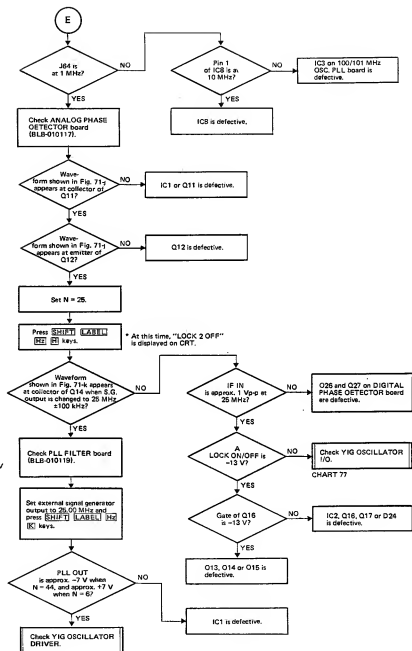 E
J64 is
at 1 MHz?
NO
YES
Pin 1
of IC8 is at
10 MHz?
NO
YES
IC3 on 100/101 MHz
OSC. PLL board is
defective.
IC8 is defective.
Check ANALOG PHASE
DETECTOR board
(BLB-010117).
Wave-
form shown in Fig. 71-j
appears at collector of
Q11?
NO
YES
IC1 or Q11 is defective.
Wave-
form shown in Fig. 71-j
appears at emitter of
Q12?
NO
YES
Q12 is defective.
Set N = 25.
Press SHIFT LABEL
Hz H keys.
* At this time, "LOCK 2 OFF"
is displayed on CRT.
Waveform
shown in Fig. 71-k appears
at collector of Q14 when S.G.
output is changed to 25 MHz
±100 kHz?
NO
YES
IF IN
is approx. 1 Vp-p at
25 MHz?
NO
YES
Q26 and Q27 on DIGITAL
PHASE DETECTOR board
are defective.
Check PLL FILTER board
(BLB-010119).
A
LOCK ON/OFF is
-13 V?
NO
YES
Check YIG OSCILLATOR
I/O.
CHART 77
Set external signal generator
output to 25.00 MHz and
press SHIFT LABEL Hz
K keys.
Gate of Q16
is -13 V?
NO
YES
IC2, Q16, Q17 or D24
is defective.
Q13, Q14 or Q15 is
defective.
PLL OUT
is approx. -7 V when
N = 44, and approx. +7 V
when N = 6?
NO
YES
IC1 is defective.
Check YIG OSCILLATOR
DRIVER.